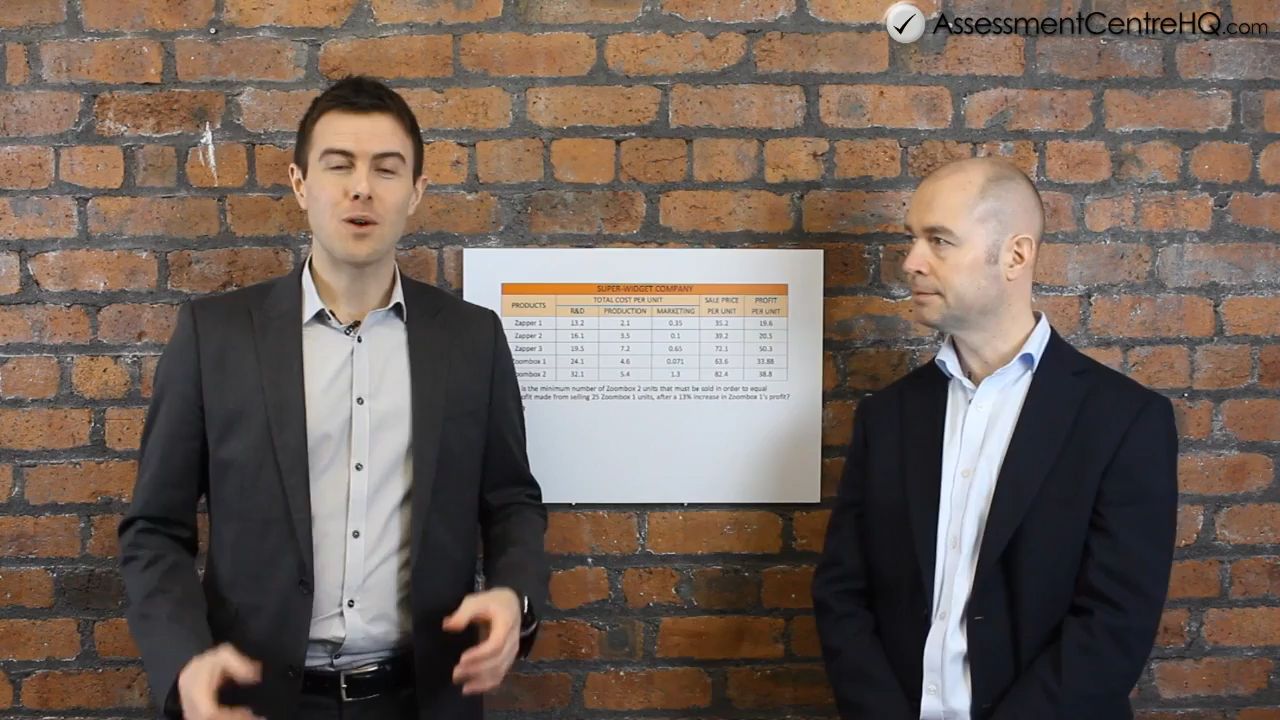 AssessmentCentreHQ.com
SUPER-WIDGET COMPANY
PRODUCTS TOTAL COST PER UNIT SALE PRICE PER UNIT PROFIT PER UNIT
R&D PRODUCTION MARKETING
Zapper 1 13.2 2.1 0.35 35.2 19.6
Zapper 2 16.1 3.5 0.1 39.2 20.5
Zapper 3 19.5 7.2 0.65 72.1 50.3
Zoombox 1 24.1 4.6 0.071 63.6 33.88
oombox 2 32.1 5.4 1.3 82.4 38.8
is the minimum number of Zoombox 2 units that must be sold in order to equal
ofit made from selling 25 Zoombox 1 units, after a 13% increase in Zoombox 1's profit?